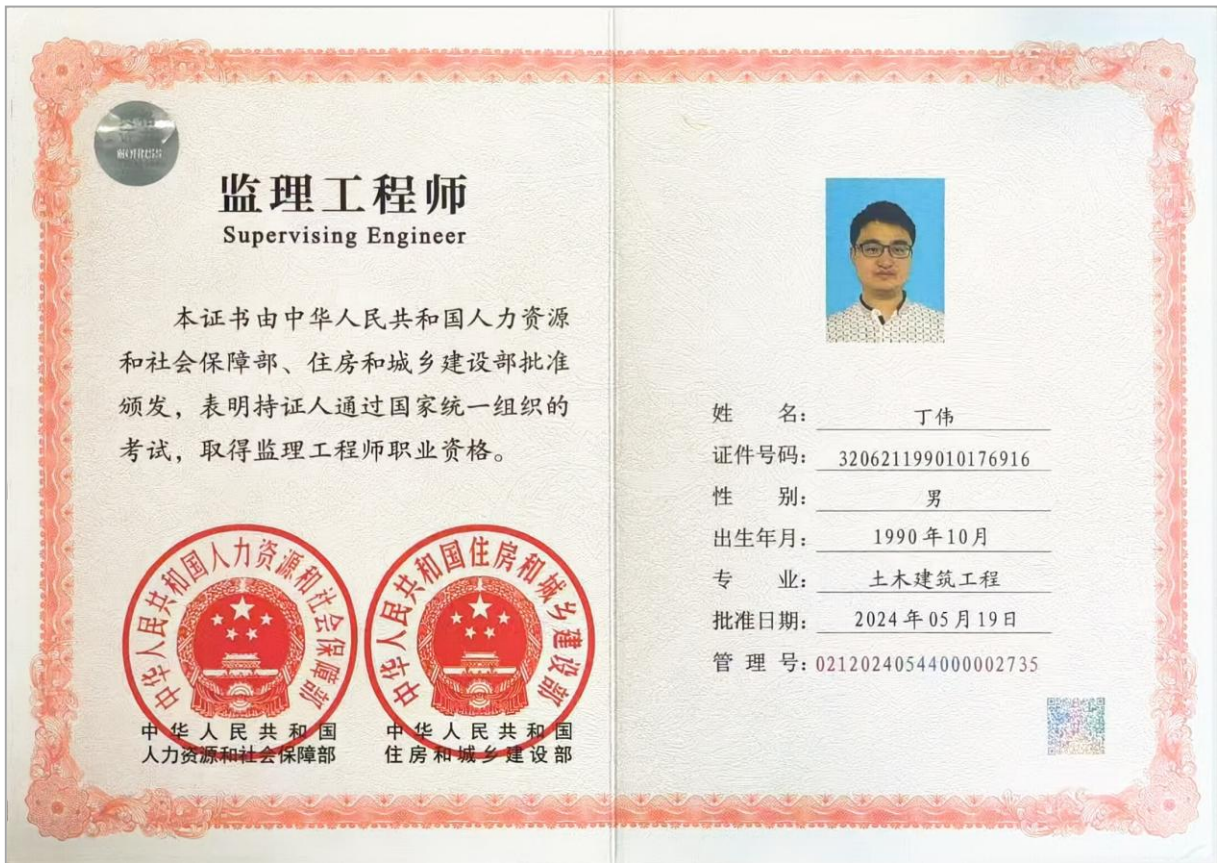 监理工程师
Supervising Engineer
本证书由中华人民共和国人力资源
和社会保障部、住房和城乡建设部批准
颁发，表明持证人通过国家统一组织的
考试，取得监理工程师职业资格。
中华人民共和国人力资源和社会保障部
中华人民共和国
人力资源和社会保障部
中华人民共和国住房和城乡建设部
中华人民共和国
住房和城乡建设部
姓 名：丁伟
证件号码：320621199010176916
性 别：男
出生年月：1990年10月
专 业：土木建筑工程
批准日期：2024年05月19日
管 理 号：02120240544000002735